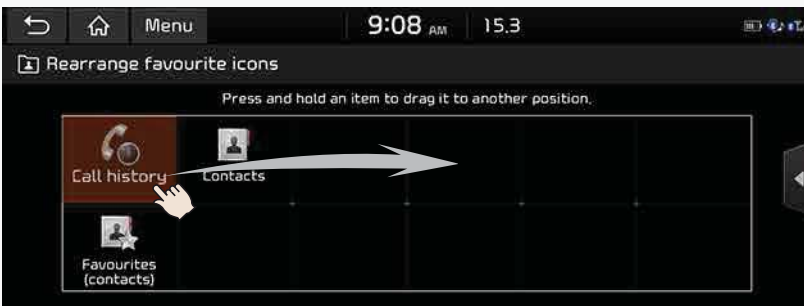 Menu 9:08 AM 15.3
Rearrange favourite icons
Press and hold an item to drag it to another position.
Call history Contacts
Favourites
(contacts)